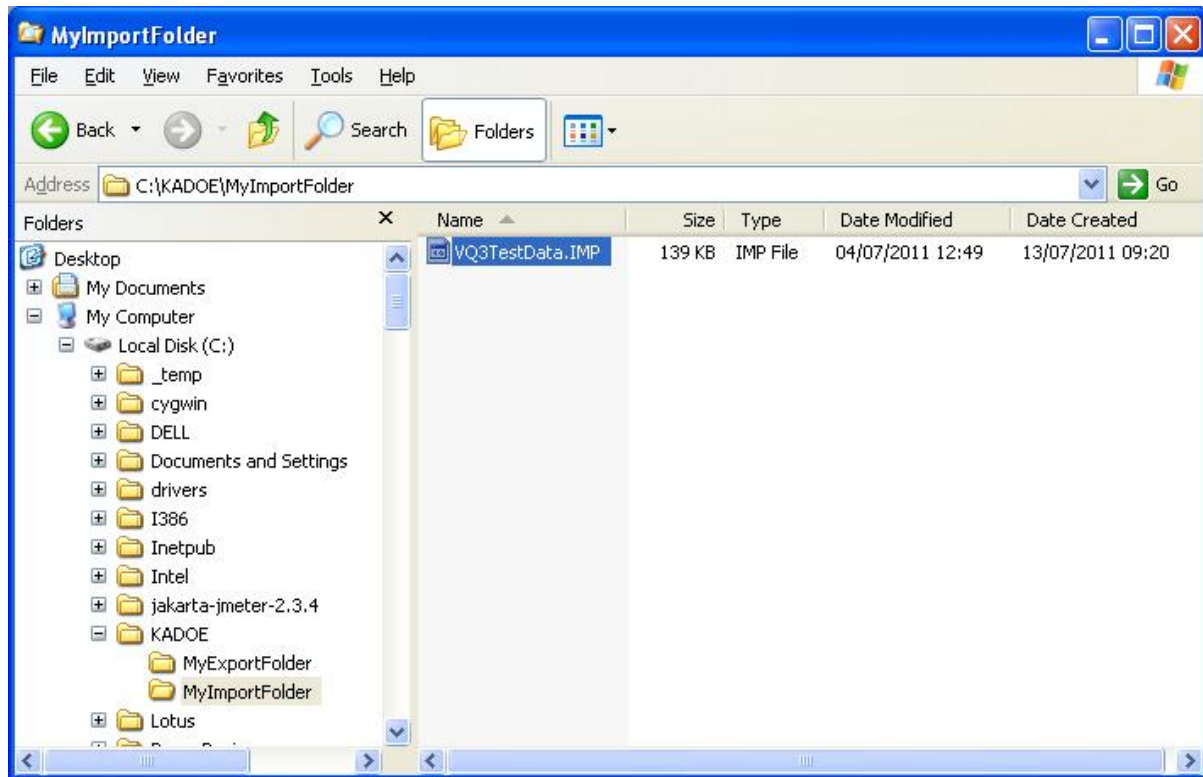 MyImportFolder
File Edit View Favorites Tools Help
Back Search Folders
Address C:\KADOE\MyImportFolder Go
Folders
Name Size Type Date Modified Date Created
VQ3TestData.IMP 139 KB IMP File 04/07/2011 12:49 13/07/2011 09:20
Desktop
My Documents
My Computer
Local Disk (C:)
_temp
cygwin
DELL
Documents and Settings
drivers
I386
Inetpub
Intel
jakarta-jmeter-2.3.4
KADOE
MyExportFolder
MyImportFolder
Lotus